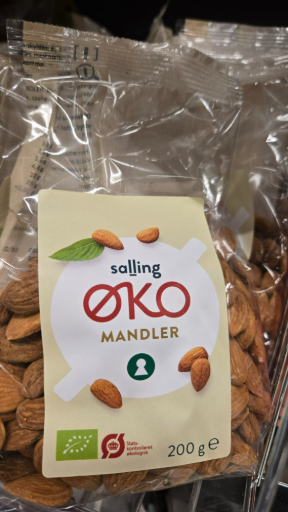 salling
ØKO
MANDLER
Stats-
kontrolleret
økologisk
200 g e